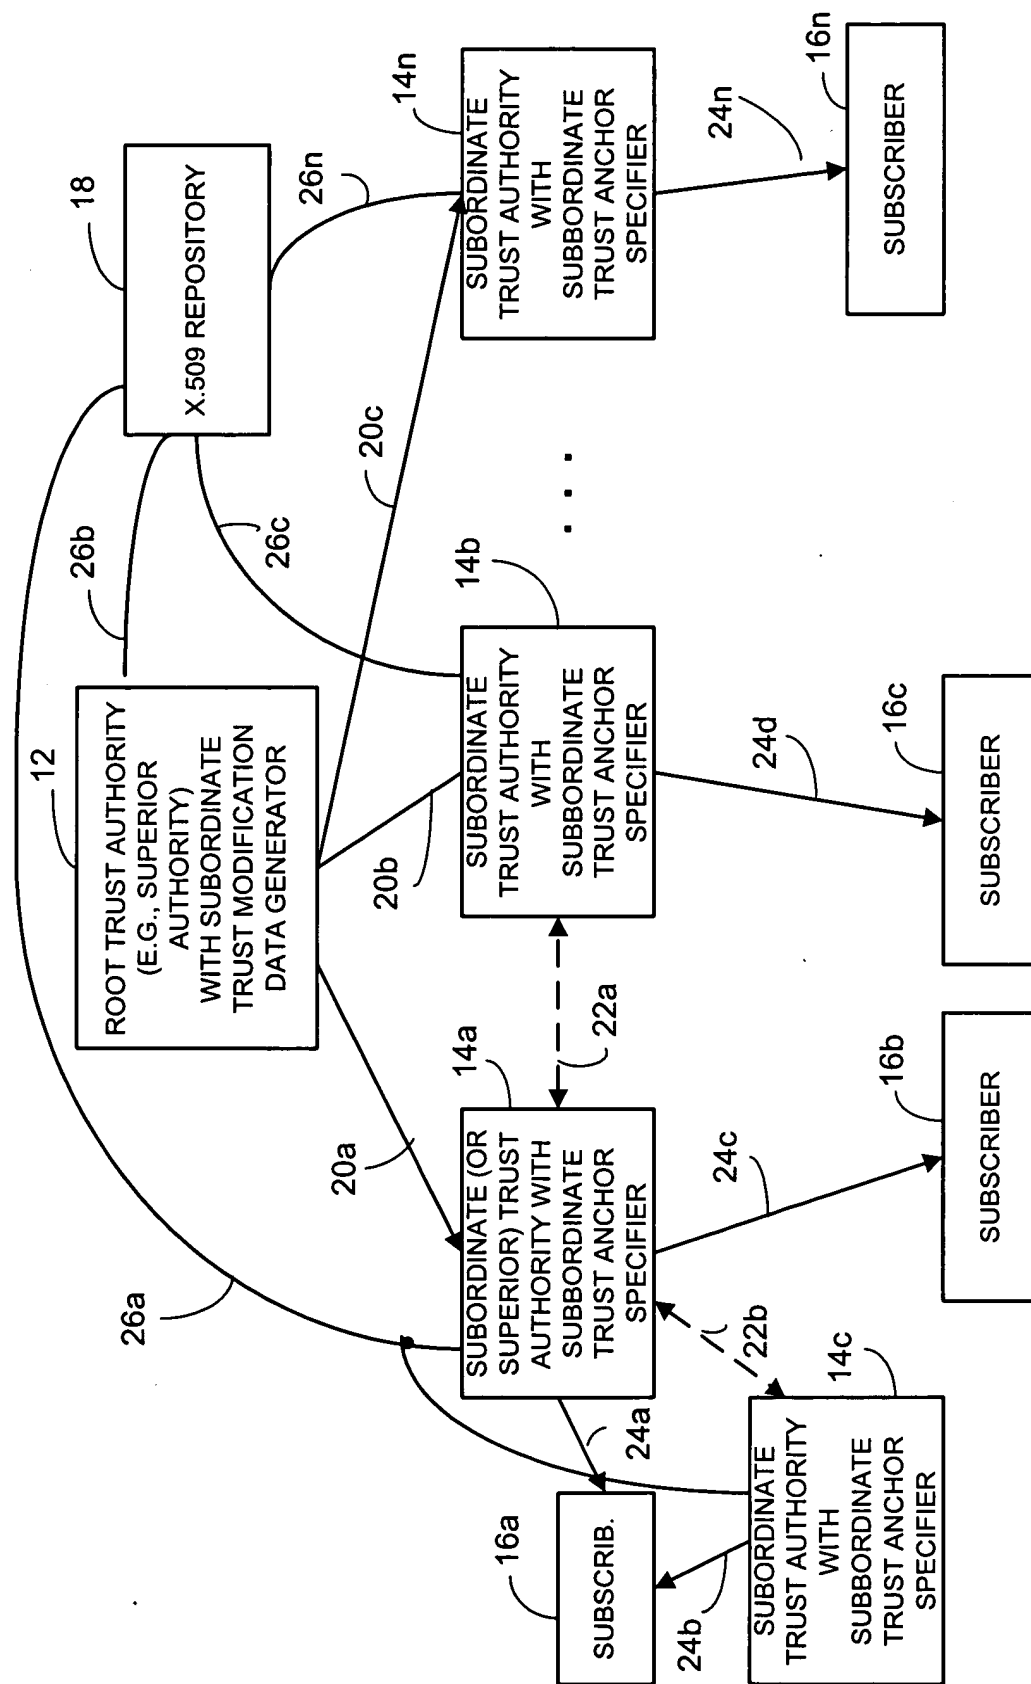 12
ROOT TRUST AUTHORITY
(E.G., SUPERIOR
AUTHORITY)
WITH SUBORDINATE
TRUST MODIFICATION
DATA GENERATOR
26b
18
X.509 REPOSITORY
26a
26c
26n
20a
20b
20c
14a
SUBORDINATE (OR
SUPERIOR) TRUST
AUTHORITY WITH
SUBBORDINATE
TRUST ANCHOR
SPECIFIER
22a
14b
SUBORDINATE
TRUST AUTHORITY
WITH
SUBBORDINATE
TRUST ANCHOR
SPECIFIER
. . .
14n
SUBORDINATE
TRUST AUTHORITY
WITH
SUBBORDINATE
TRUST ANCHOR
SPECIFIER
16a
SUBSCRIB.
24a
22b
24c
24d
24n
24b
14c
SUBORDINATE
TRUST AUTHORITY
WITH
SUBBORDINATE
TRUST ANCHOR
SPECIFIER
16b
SUBSCRIBER
16c
SUBSCRIBER
16n
SUBSCRIBER